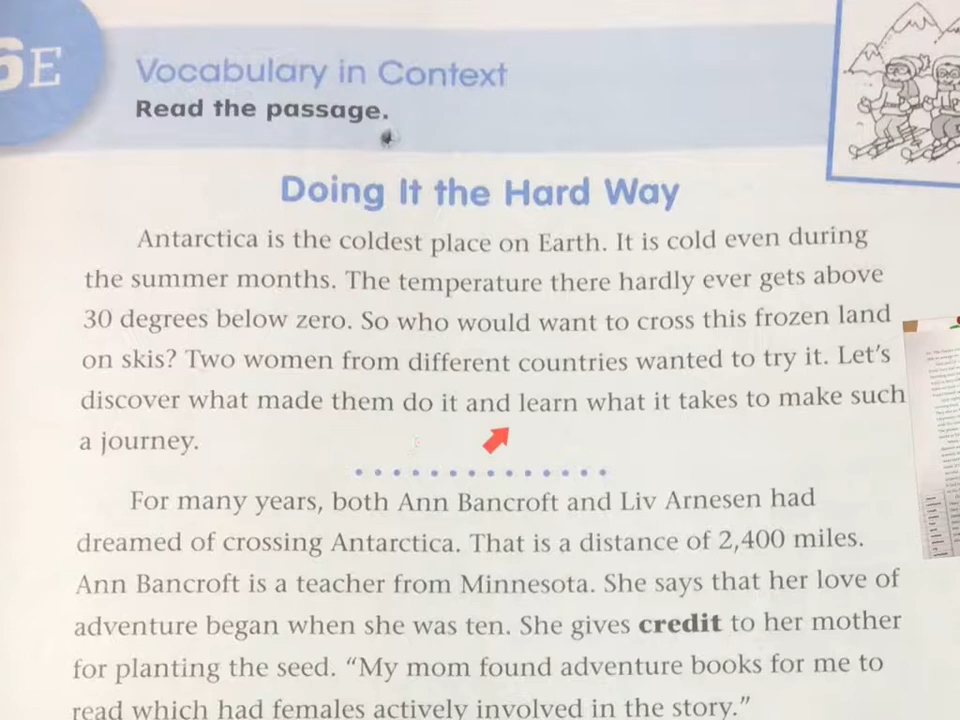 6E
Vocabulary in Context
Read the passage.
Doing It the Hard Way
Antarctica is the coldest place on Earth. It is cold even during
the summer months. The temperature there hardly ever gets above
30 degrees below zero. So who would want to cross this frozen land
on skis? Two women from different countries wanted to try it. Let's
discover what made them do it and learn what it takes to make such
a journey.
For many years, both Ann Bancroft and Liv Arnesen had
dreamed of crossing Antarctica. That is a distance of 2,400 miles.
Ann Bancroft is a teacher from Minnesota. She says that her love of
adventure began when she was ten. She gives credit to her mother
for planting the seed. “My mom found adventure books for me to
read which had females actively involved in the story.”